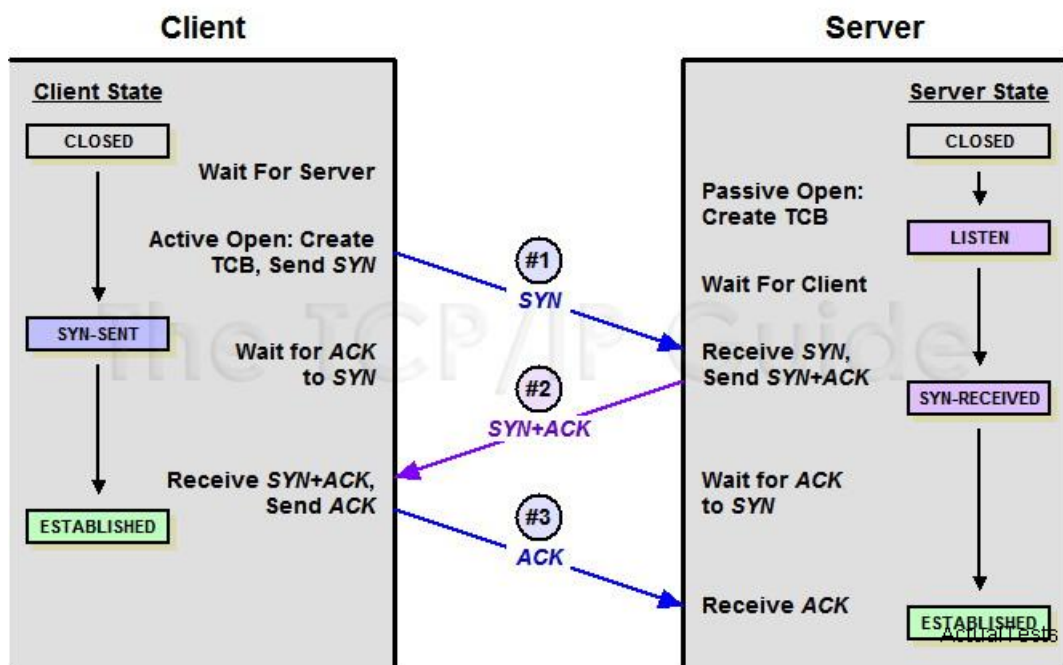 Client
Server
Client State
CLOSED
Wait For Server
Active Open: Create
TCB, Send SYN
SYN-SENT
Wait for ACK
to SYN
Receive SYN+ACK,
Send ACK
ESTABLISHED
#1
SYN
#2
SYN+ACK
#3
ACK
Server State
CLOSED
Passive Open:
Create TCB
LISTEN
Wait For Client
Receive SYN,
Send SYN+ACK
SYN-RECEIVED
Wait for ACK
to SYN
Receive ACK
ESTABLISHED
ActualTests
The TCP/IP Guide